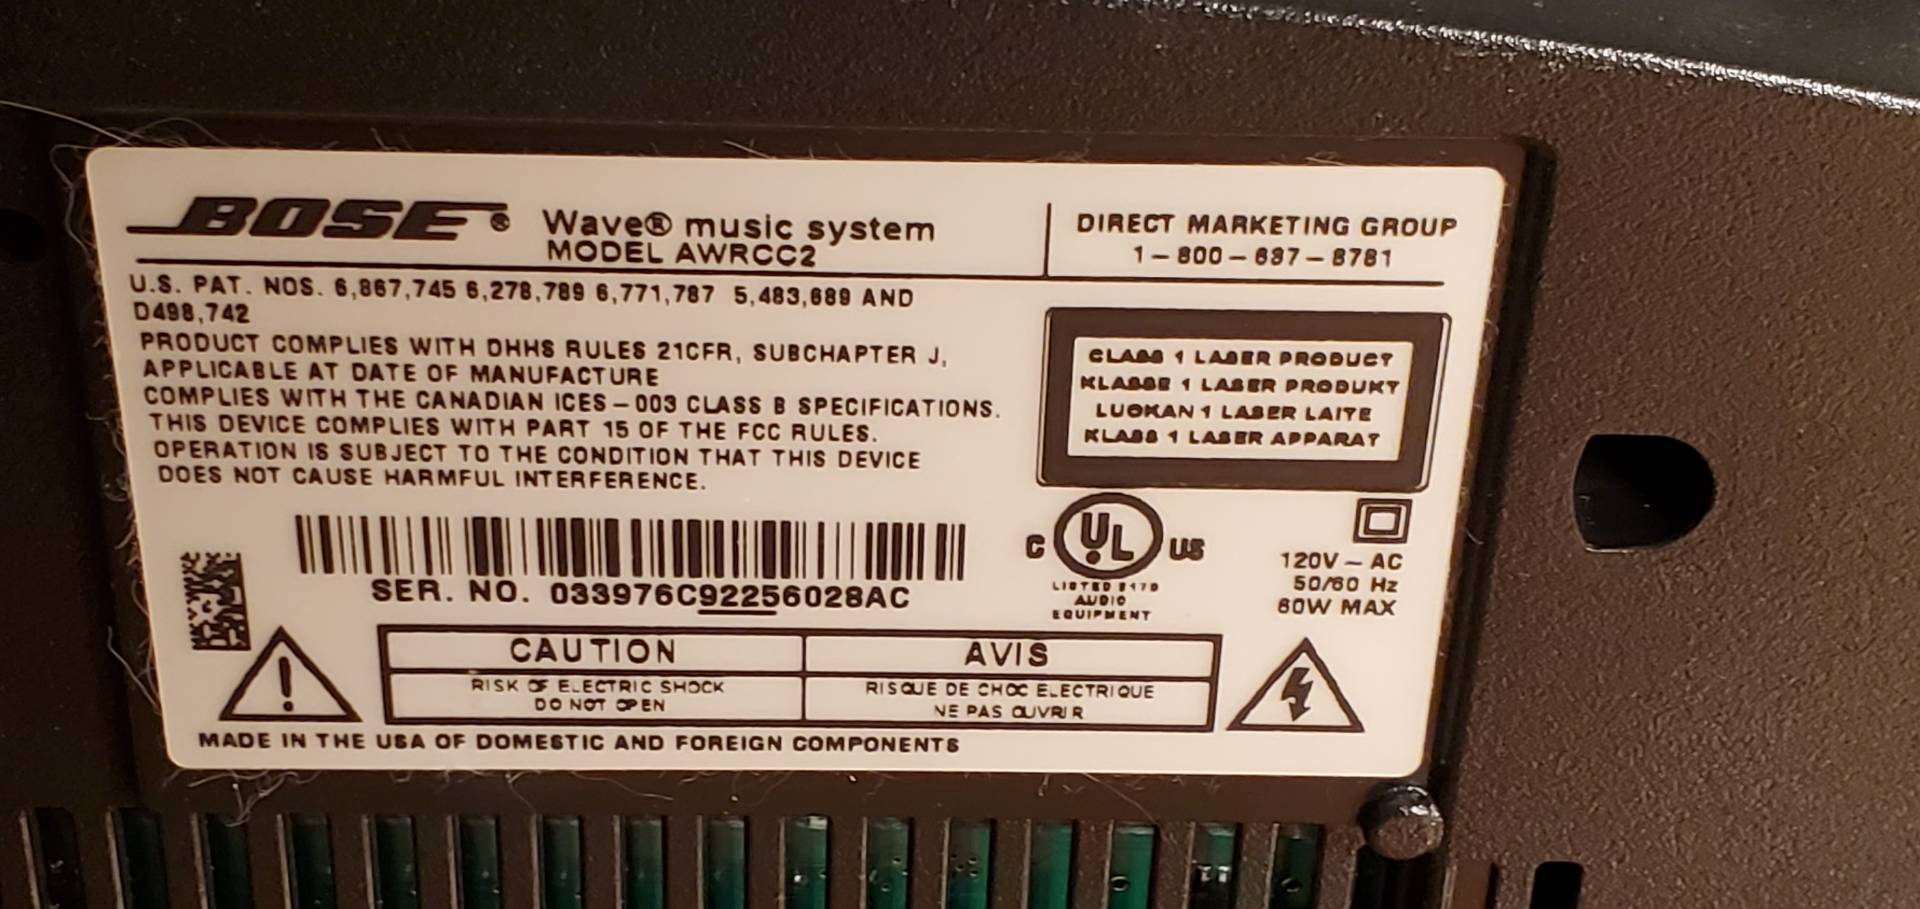 BOSE® Wave® music system
MODEL AWRCC2
DIRECT MARKETING GROUP
1-800-637-8781
U.S. PAT. NOS. 6,867,745 6,278,789 6,771,787 5,483,689 AND
D498,742
PRODUCT COMPLIES WITH DHHS RULES 21CFR, SUBCHAPTER J,
APPLICABLE AT DATE OF MANUFACTURE
COMPLIES WITH THE CANADIAN ICES-003 CLASS B SPECIFICATIONS.
THIS DEVICE COMPLIES WITH PART 15 OF THE FCC RULES.
OPERATION IS SUBJECT TO THE CONDITION THAT THIS DEVICE
DOES NOT CAUSE HARMFUL INTERFERENCE.
CLASS 1 LASER PRODUCT
KLASSE 1 LASER PRODUKT
LUOKAN 1 LASER LAITE
KLASS 1 LASER APPARAT
SER. NO. 033976C92256028AC
C UL US
LISTED
AUDIO
EQUIPMENT
120V ~ AC
50/60 Hz
60W MAX
CAUTION
RISK OF ELECTRIC SHOCK
DO NOT OPEN
AVIS
RISQUE DE CHOC ELECTRIQUE
NE PAS OUVRIR
MADE IN THE USA OF DOMESTIC AND FOREIGN COMPONENTS